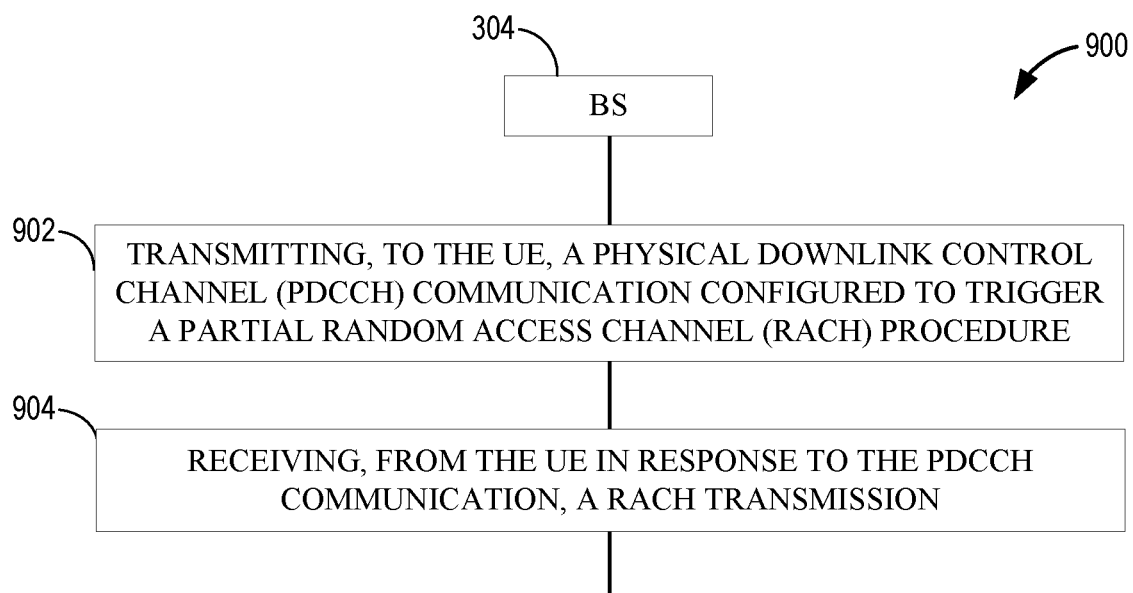 304
900
BS
902
TRANSMITTING, TO THE UE, A PHYSICAL DOWNLINK CONTROL
CHANNEL (PDCCH) COMMUNICATION CONFIGURED TO TRIGGER
A PARTIAL RANDOM ACCESS CHANNEL (RACH) PROCEDURE
904
RECEIVING, FROM THE UE IN RESPONSE TO THE PDCCH
COMMUNICATION, A RACH TRANSMISSION